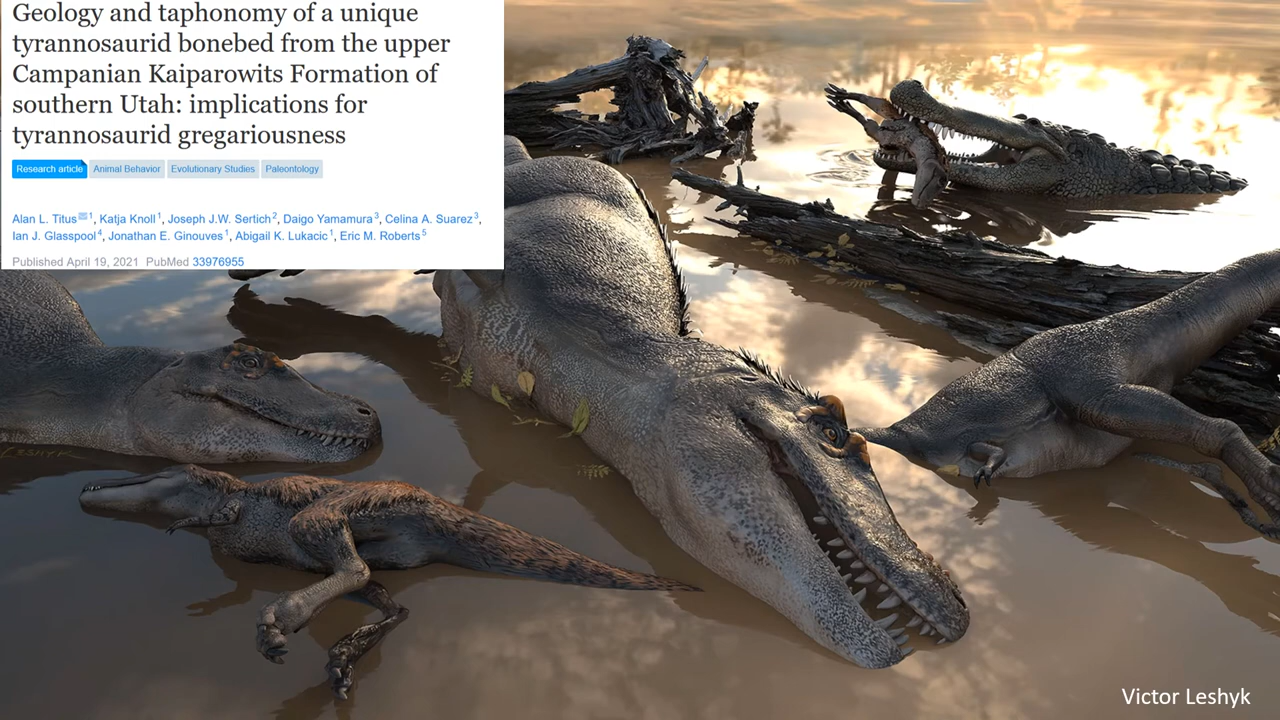 Geology and taphonomy of a unique
tyrannosaurid bonebed from the upper
Campanian Kaiparowits Formation of
southern Utah: implications for
tyrannosaurid gregariousness
Research article Animal Behavior Evolutionary Studies Paleontology
Alan L. Titus 1, Katja Knoll 1, Joseph J.W. Sertich 2, Daigo Yamamura 3, Celina A. Suarez 3,
Ian J. Glasspool 4, Jonathan E. Ginouves 1, Abigail K. Lukacic 1, Eric M. Roberts 5
Published April 19, 2021 PubMed 33976955
LESHYK
Victor Leshyk